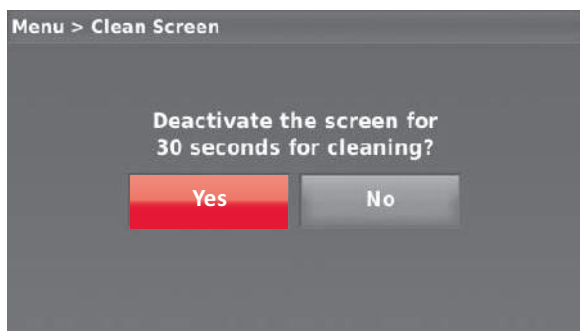 Menu > Clean Screen
Deactivate the screen for
30 seconds for cleaning?
Yes
No